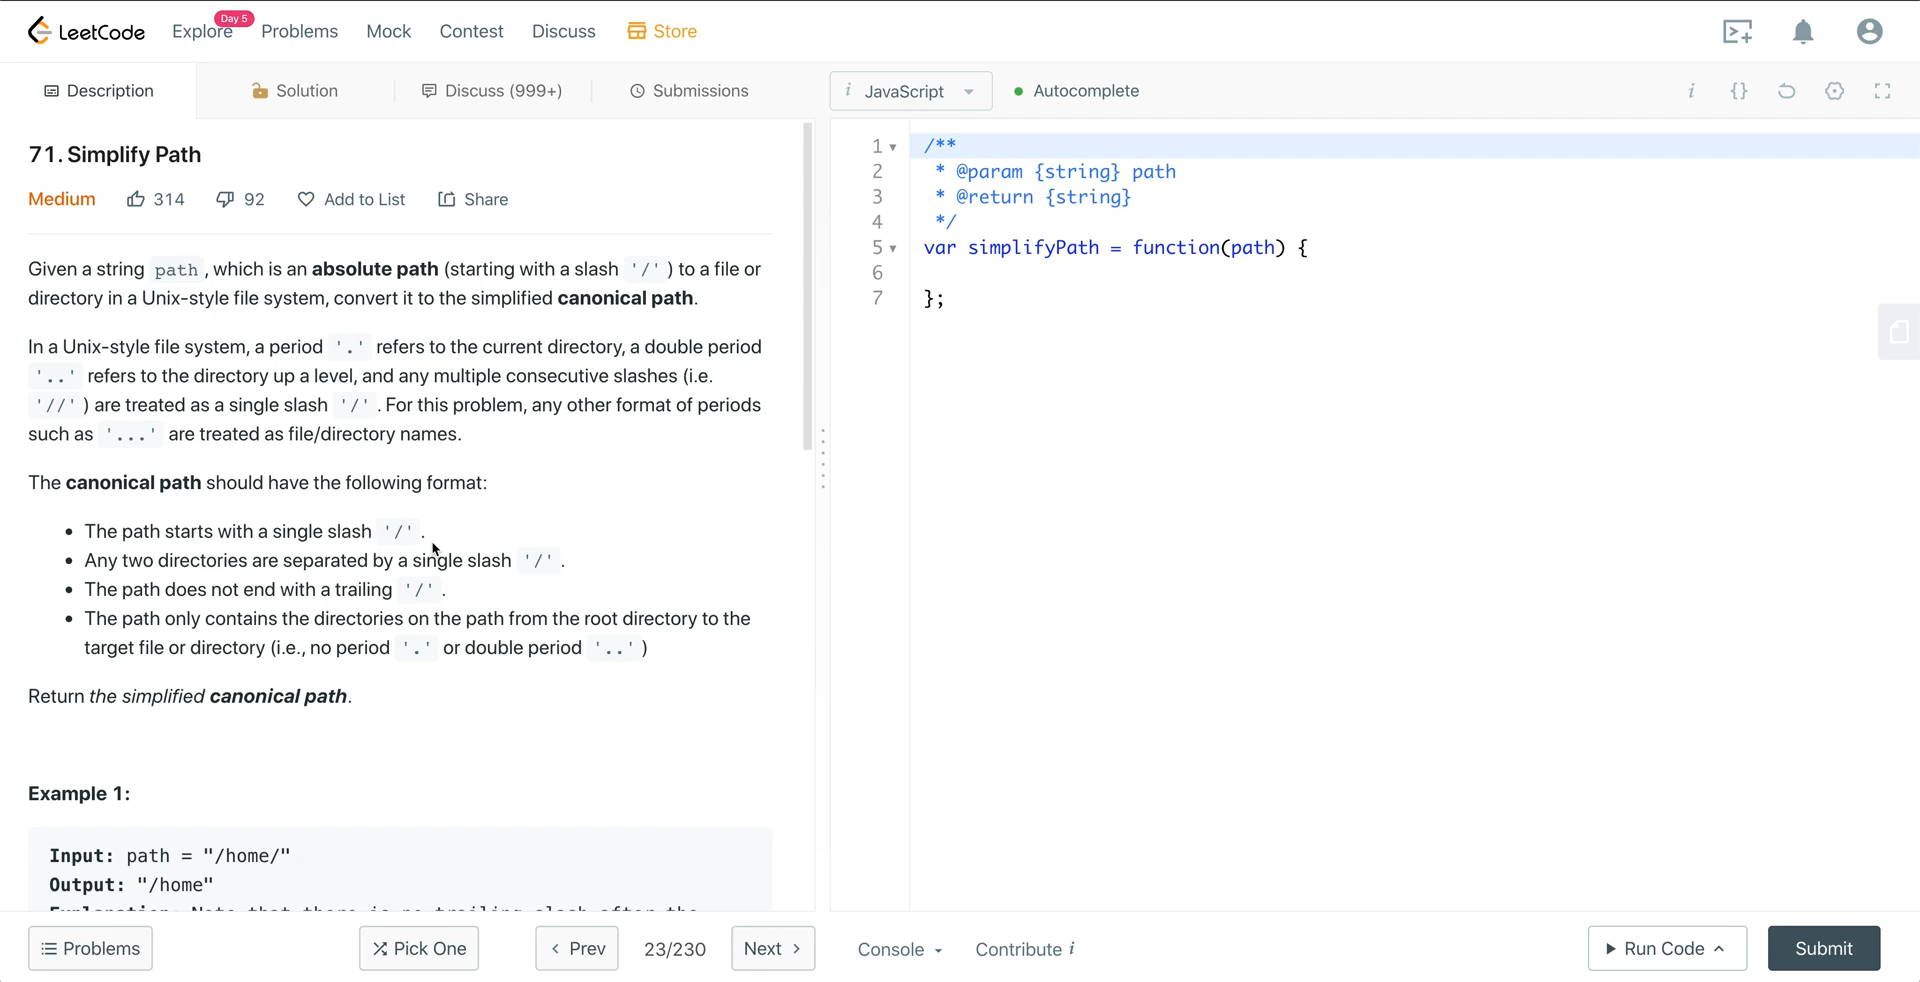 LeetCode Explore Day 5 Problems Mock Contest Discuss Store
Description Solution Discuss (999+) Submissions
i JavaScript Autocomplete i {}
71. Simplify Path
Medium 314 92 Add to List Share
Given a string path , which is an absolute path (starting with a slash '/' ) to a file or
directory in a Unix-style file system, convert it to the simplified canonical path.
In a Unix-style file system, a period '.' refers to the current directory, a double period
'..' refers to the directory up a level, and any multiple consecutive slashes (i.e.
'//' ) are treated as a single slash '/' . For this problem, any other format of periods
such as '...' are treated as file/directory names.
The canonical path should have the following format:
• The path starts with a single slash '/' .
• Any two directories are separated by a single slash '/' .
• The path does not end with a trailing '/' .
• The path only contains the directories on the path from the root directory to the
target file or directory (i.e., no period '.' or double period '..' )
Return the simplified canonical path.
Example 1:
Input: path = "/home/"
Output: "/home"
Explanation: Note that there is no trailing slash after the
1 /**
2 * @param {string} path
3 * @return {string}
4 */
5 var simplifyPath = function(path) {
6
7 };
Problems Pick One < Prev 23/230 Next >
Console Contribute i Run Code Submit